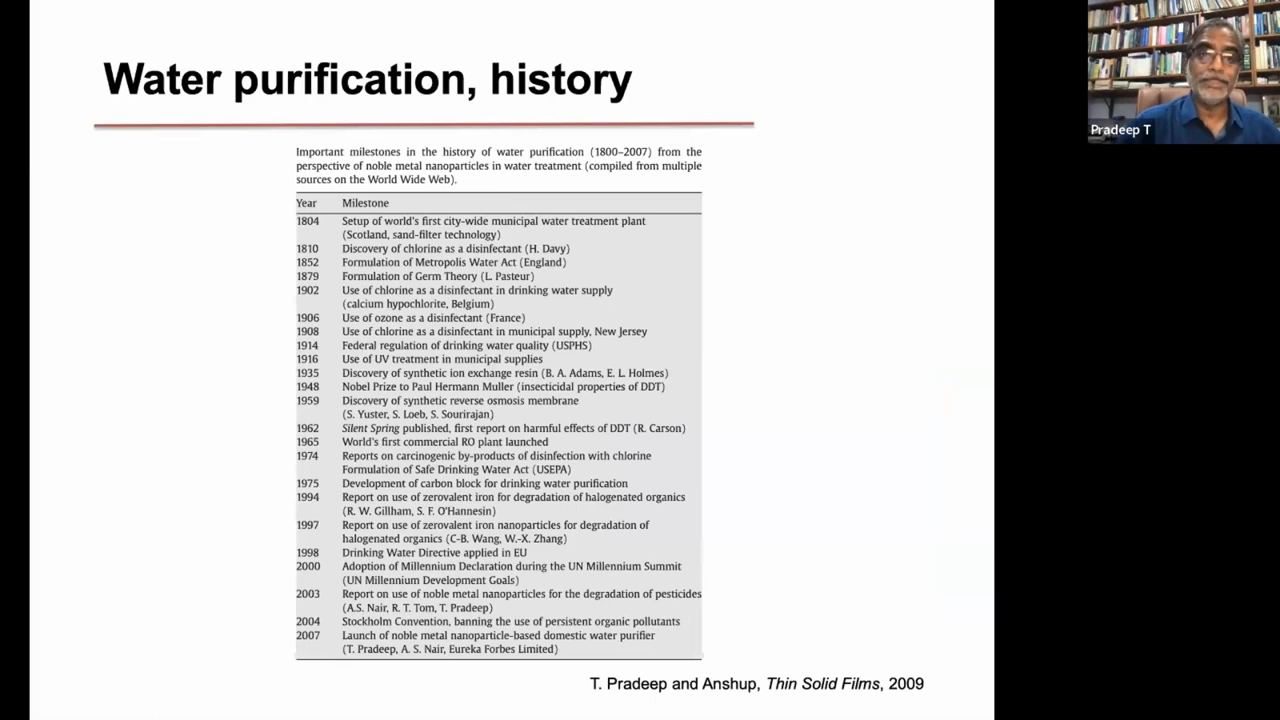 Water purification, history
Pradeep T
Important milestones in the history of water purification (1800–2007) from the
perspective of noble metal nanoparticles in water treatment (compiled from multiple
sources on the World Wide Web).
Year Milestone
1804 Setup of world's first city-wide municipal water treatment plant
(Scotland, sand-filter technology)
1810 Discovery of chlorine as a disinfectant (H. Davy)
1852 Formulation of Metropolis Water Act (England)
1879 Formulation of Germ Theory (L. Pasteur)
1902 Use of chlorine as a disinfectant in drinking water supply
(calcium hypochlorite, Belgium)
1906 Use of ozone as a disinfectant (France)
1908 Use of chlorine as a disinfectant in municipal supply, New Jersey
1914 Federal regulation of drinking water quality (USPHS)
1916 Use of UV treatment in municipal supplies
1935 Discovery of synthetic ion exchange resin (B. A. Adams, E. L. Holmes)
1948 Nobel Prize to Paul Hermann Muller (insecticidal properties of DDT)
1959 Discovery of synthetic reverse osmosis membrane
(S. Yuster, S. Loeb, S. Sourirajan)
1962 Silent Spring published, first report on harmful effects of DDT (R. Carson)
1965 World's first commercial RO plant launched
1974 Reports on carcinogenic by-products of disinfection with chlorine
Formulation of Safe Drinking Water Act (USEPA)
1975 Development of carbon block for drinking water purification
1994 Report on use of zerovalent iron for degradation of halogenated organics
(R. W. Gillham, S. F. O'Hannesin)
1997 Report on use of zerovalent iron nanoparticles for degradation of
halogenated organics (C-B. Wang, W.-X. Zhang)
1998 Drinking Water Directive applied in EU
2000 Adoption of Millennium Declaration during the UN Millennium Summit
(UN Millennium Development Goals)
2003 Report on use of noble metal nanoparticles for the degradation of pesticides
(A.S. Nair, R. T. Tom, T. Pradeep)
2004 Stockholm Convention, banning the use of persistent organic pollutants
2007 Launch of noble metal nanoparticle-based domestic water purifier
(T. Pradeep, A. S. Nair, Eureka Forbes Limited)
T. Pradeep and Anshup, Thin Solid Films, 2009